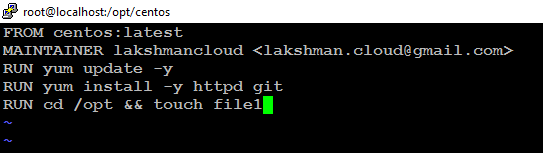 root@localhost:/opt/centos
FROM centos:latest
MAINTAINER lakshmancloud <lakshman.cloud@gmail.com>
RUN yum update -y
RUN yum install -y httpd git
RUN cd /opt && touch file1
~
~